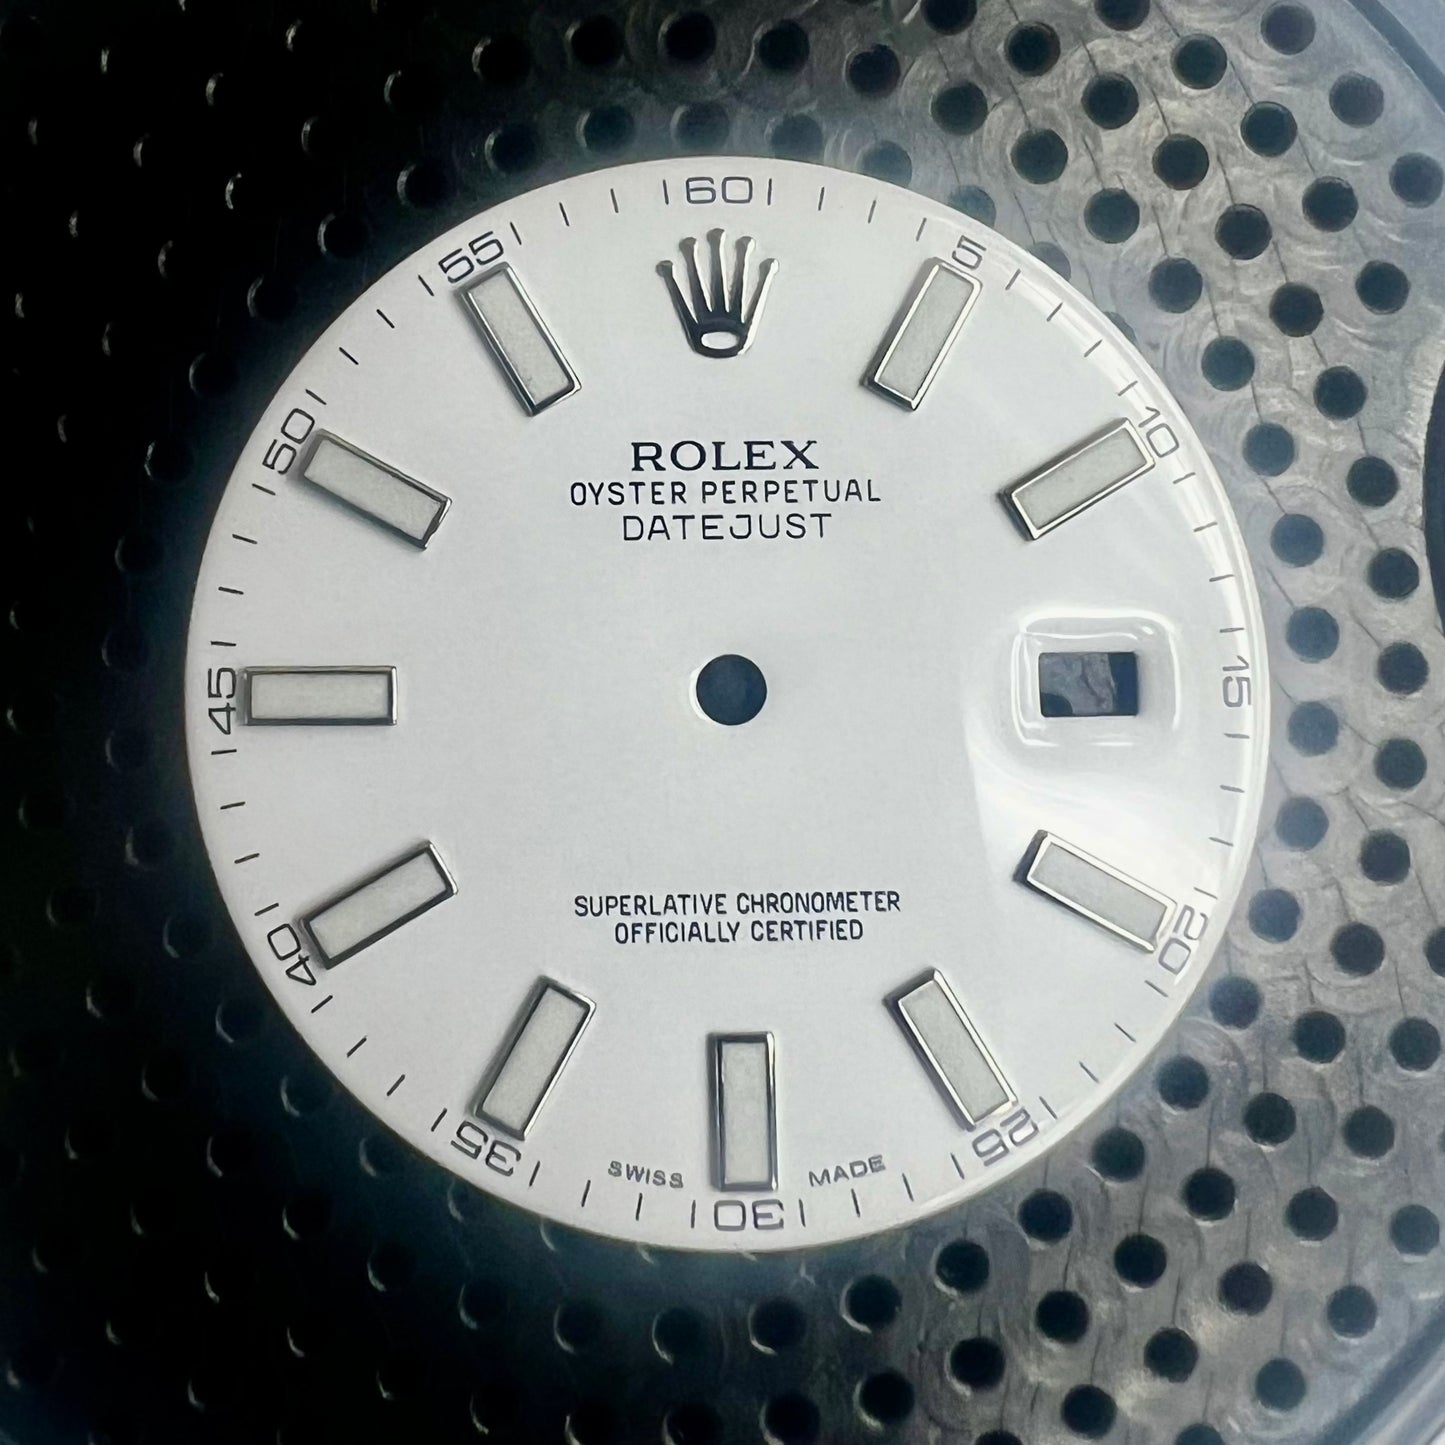 60
55
5
50
10
ROLEX
OYSTER PERPETUAL
DATEJUST
45
15
SUPERLATIVE CHRONOMETER
OFFICIALLY CERTIFIED
40
20
35
25
SWISS MADE
30